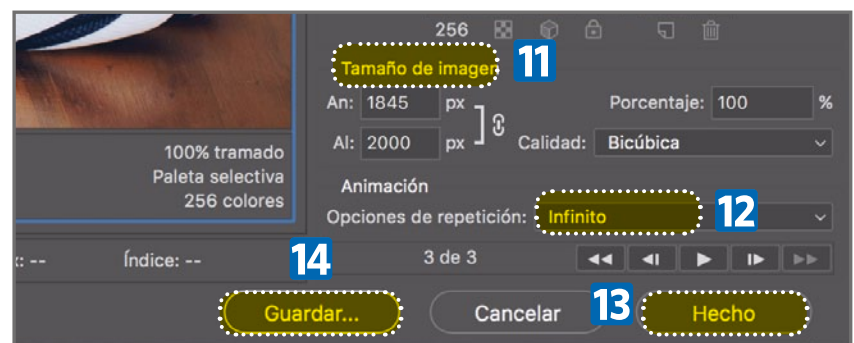 256
Tamaño de imagen 11
An: 1845 px Porcentaje: 100 %
Al: 2000 px Calidad: Bicúbica
100% tramado
Paleta selectiva
256 colores
Animación
Opciones de repetición: Infinito 12
: -- Índice: -- 14 3 de 3
Guardar... Cancelar 13 Hecho